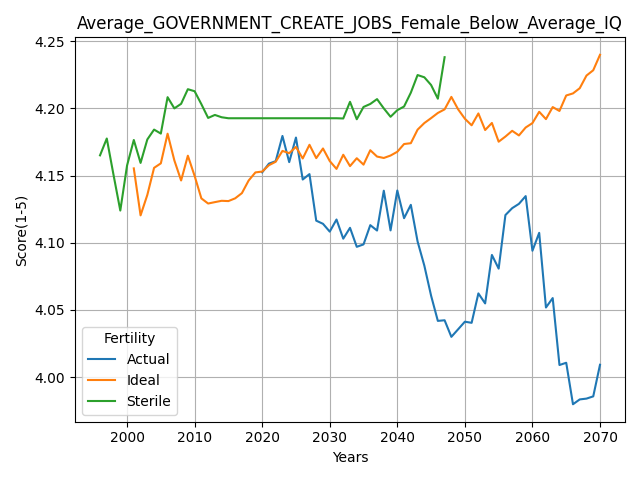 Average_GOVERNMENT_CREATE_JOBS_Female_Below_Average_IQ
4.25
4.20
4.15
4.10
4.05
4.00
Score(1-5)
Fertility
Actual
Ideal
Sterile
2000 2010 2020 2030 2040 2050 2060 2070
Years